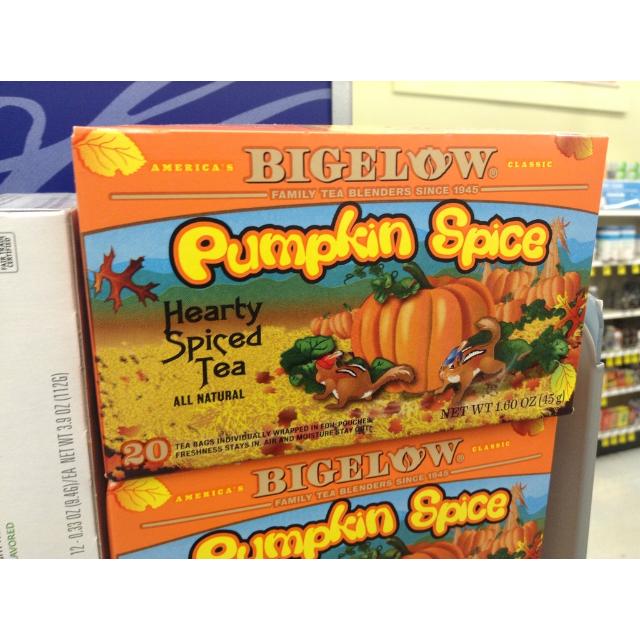 AMERICA'S BIGELOW® CLASSIC
FAMILY TEA BLENDERS SINCE 1945
Pumpkin Spice
Hearty
Spiced
Tea
ALL NATURAL
NET WT 1.60 OZ (45g)
20 TEA BAGS INDIVIDUALLY WRAPPED IN FOIL POUCHES
FRESHNESS STAYS IN, AIR AND MOISTURE STAY OUT.
AMERICA'S BIGELOW® CLASSIC
FAMILY TEA BLENDERS SINCE 1945
Pumpkin Spice
FAIR TRADE
CERTIFIED
12 - 0.33 OZ (9.4G)/EA NET WT 3.9 OZ (112G)